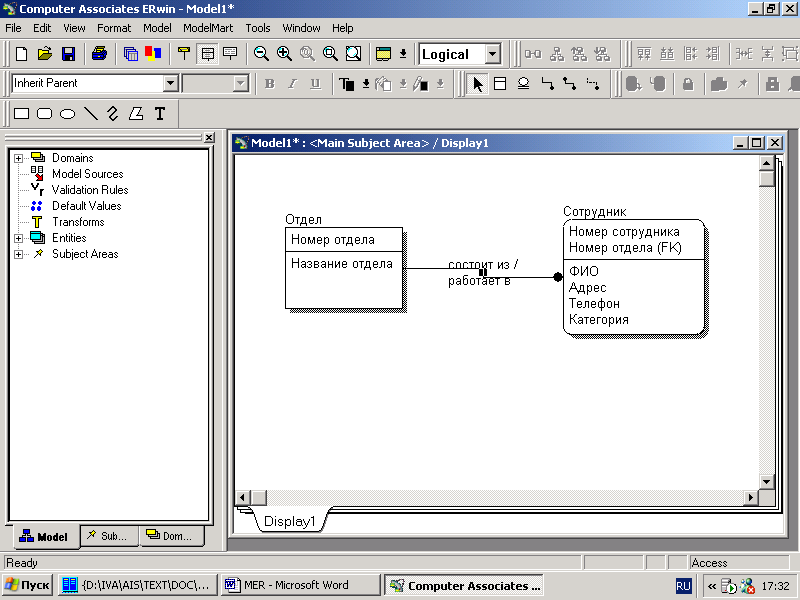 Computer Associates ERwin - Model1*
File Edit View Format Model ModelMart Tools Window Help
Logical
Inherit Parent
B I U
T
Domains
Model Sources
Validation Rules
Default Values
Transforms
Entities
Subject Areas
Model Sub... Dom...
Model1* : <Main Subject Area> / Display1
Отдел
Номер отдела
Название отдела
состоит из /
работает в
Сотрудник
Номер сотрудника
Номер отдела (FK)
ФИО
Адрес
Телефон
Категория
Display1
Ready
Access
Пуск
{D:\IVA\AIS\TEXT\DOC\...
MER - Microsoft Word
Computer Associates ...
RU
«
17:32